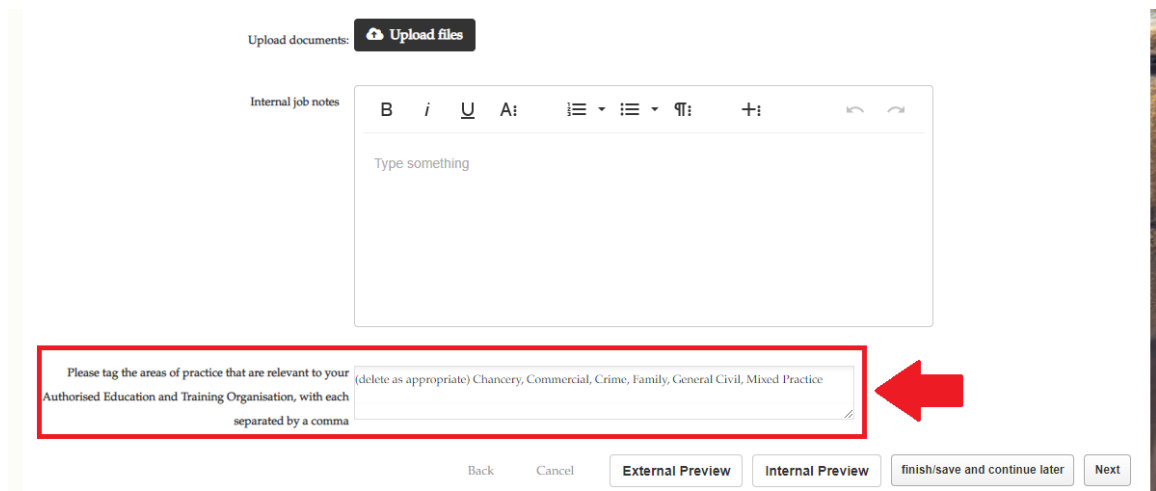 Upload documents:
Upload files
Internal job notes
B i U A
Type something
Please tag the areas of practice that are relevant to your
Authorised Education and Training Organisation, with each
separated by a comma
(delete as appropriate) Chancery, Commercial, Crime, Family, General Civil, Mixed Practice
Back Cancel External Preview Internal Preview finish/save and continue later Next